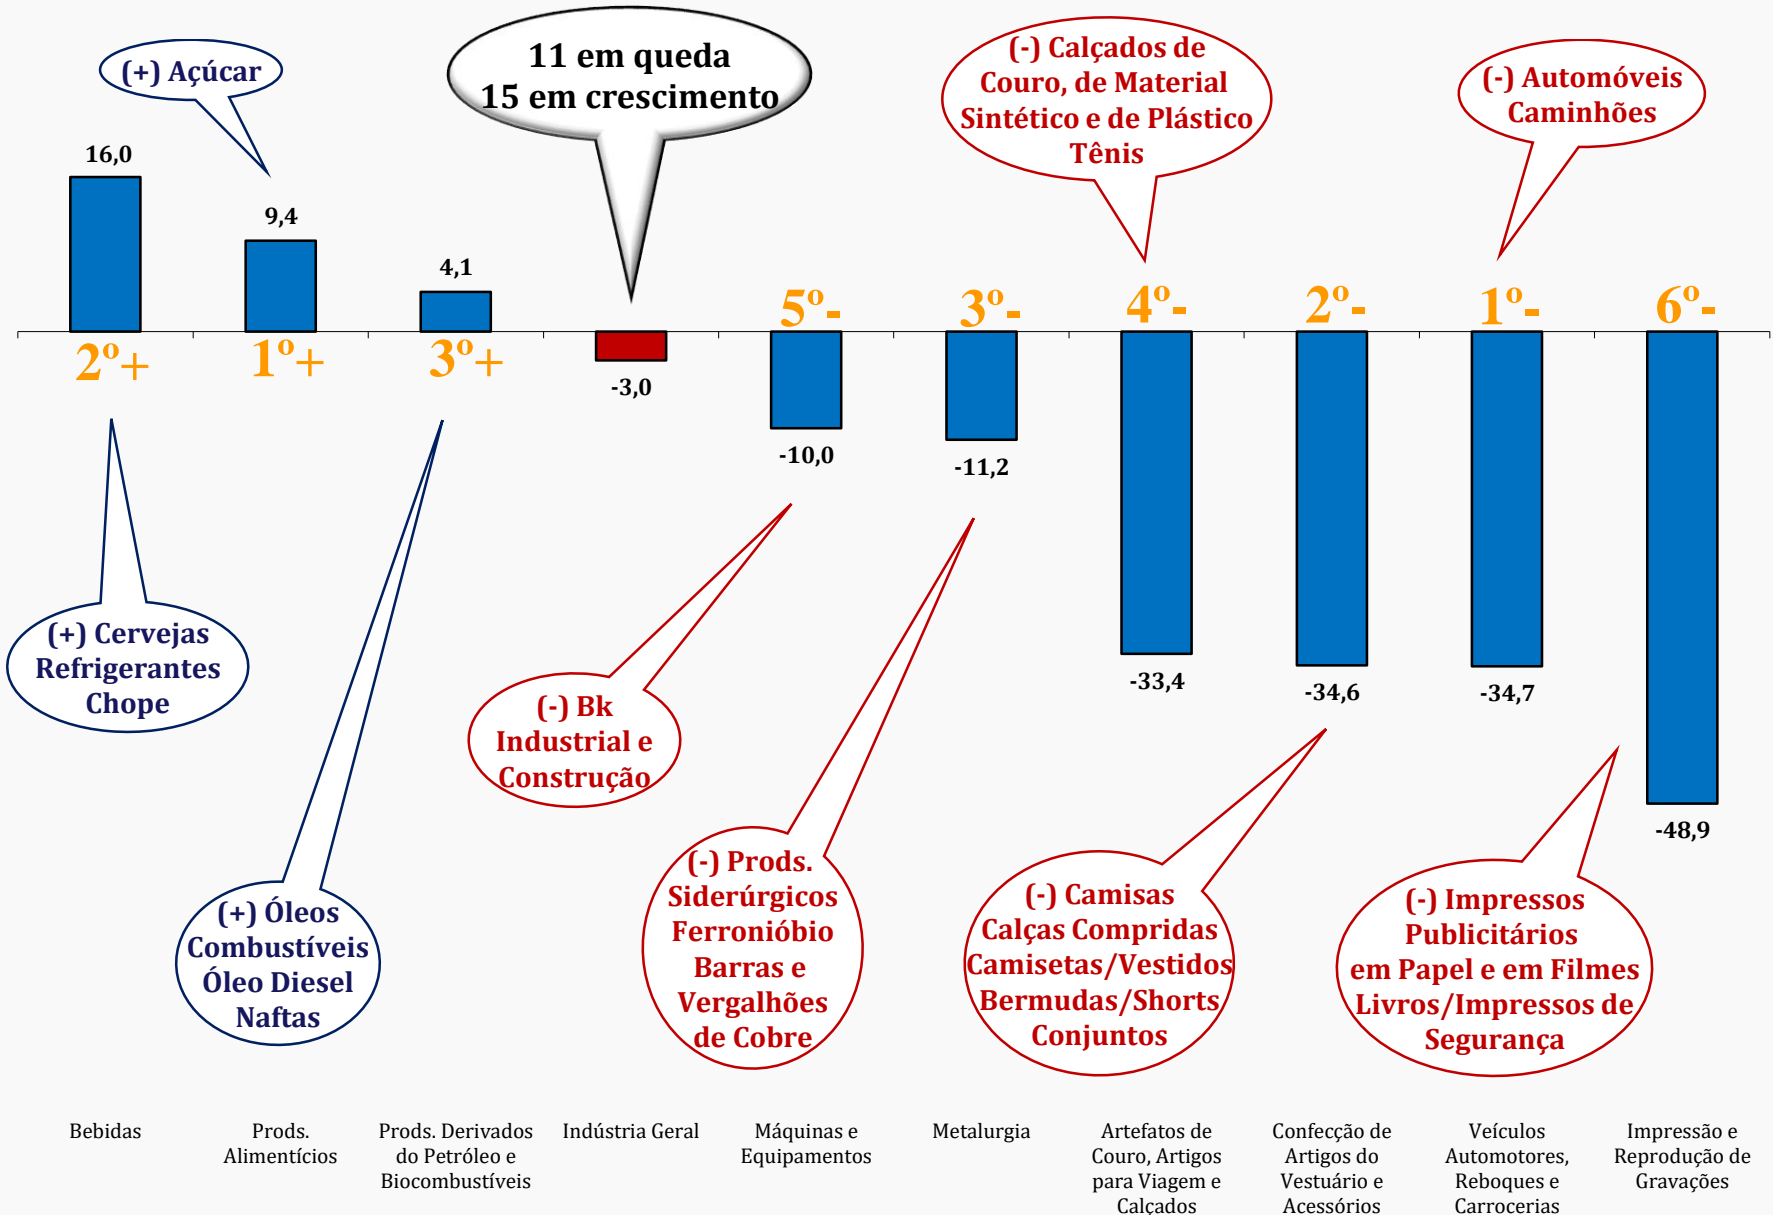 (+) Açúcar
11 em queda
15 em crescimento
(-) Calçados de
Couro, de Material
Sintético e de Plástico
Tênis
(-) Automóveis
Caminhões
16,0
9,4
4,1
-3,0
-10,0
-11,2
-33,4
-34,6
-34,7
-48,9
2º+
1º+
3º+
5º-
3º-
4º-
2º-
1º-
6º-
(+) Cervejas
Refrigerantes
Chope
(+) Óleos
Combustíveis
Óleo Diesel
Naftas
(-) Bk
Industrial e
Construção
(-) Prods.
Siderúrgicos
Ferronióbio
Barras e
Vergalhões
de Cobre
(-) Camisas
Calças Compridas
Camisetas/Vestidos
Bermudas/Shorts
Conjuntos
(-) Impressos
Publicitários
em Papel e em Filmes
Livros/Impressos de
Segurança
Bebidas
Prods.
Alimentícios
Prods. Derivados
do Petróleo e
Biocombustíveis
Indústria Geral
Máquinas e
Equipamentos
Metalurgia
Artefatos de
Couro, Artigos
para Viagem e
Calçados
Confecção de
Artigos do
Vestuário e
Acessórios
Veículos
Automotores,
Reboques e
Carrocerias
Impressão e
Reprodução de
Gravações